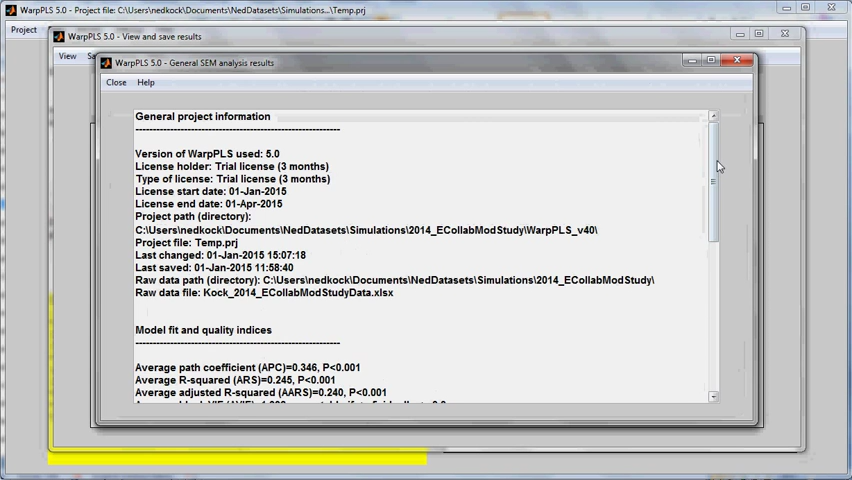 WarpPLS 5.0 - Project file: C:\Users\nedkock\Documents\NedDatasets\Simulations\...\Temp.prj
Project
WarpPLS 5.0 - View and save results
View
WarpPLS 5.0 - General SEM analysis results
Close Help
General project information
-----------------------------------------------------------
Version of WarpPLS used: 5.0
License holder: Trial license (3 months)
Type of license: Trial license (3 months)
License start date: 01-Jan-2015
License end date: 01-Apr-2015
Project path (directory):
C:\Users\nedkock\Documents\NedDatasets\Simulations\2014_ECollabModStudy\WarpPLS_v40\
Project file: Temp.prj
Last changed: 01-Jan-2015 15:07:18
Last saved: 01-Jan-2015 11:58:40
Raw data path (directory): C:\Users\nedkock\Documents\NedDatasets\Simulations\2014_ECollabModStudy\
Raw data file: Kock_2014_ECollabModStudyData.xlsx
Model fit and quality indices
-----------------------------------------------------------
Average path coefficient (APC)=0.346, P<0.001
Average R-squared (ARS)=0.245, P<0.001
Average adjusted R-squared (AARS)=0.240, P<0.001